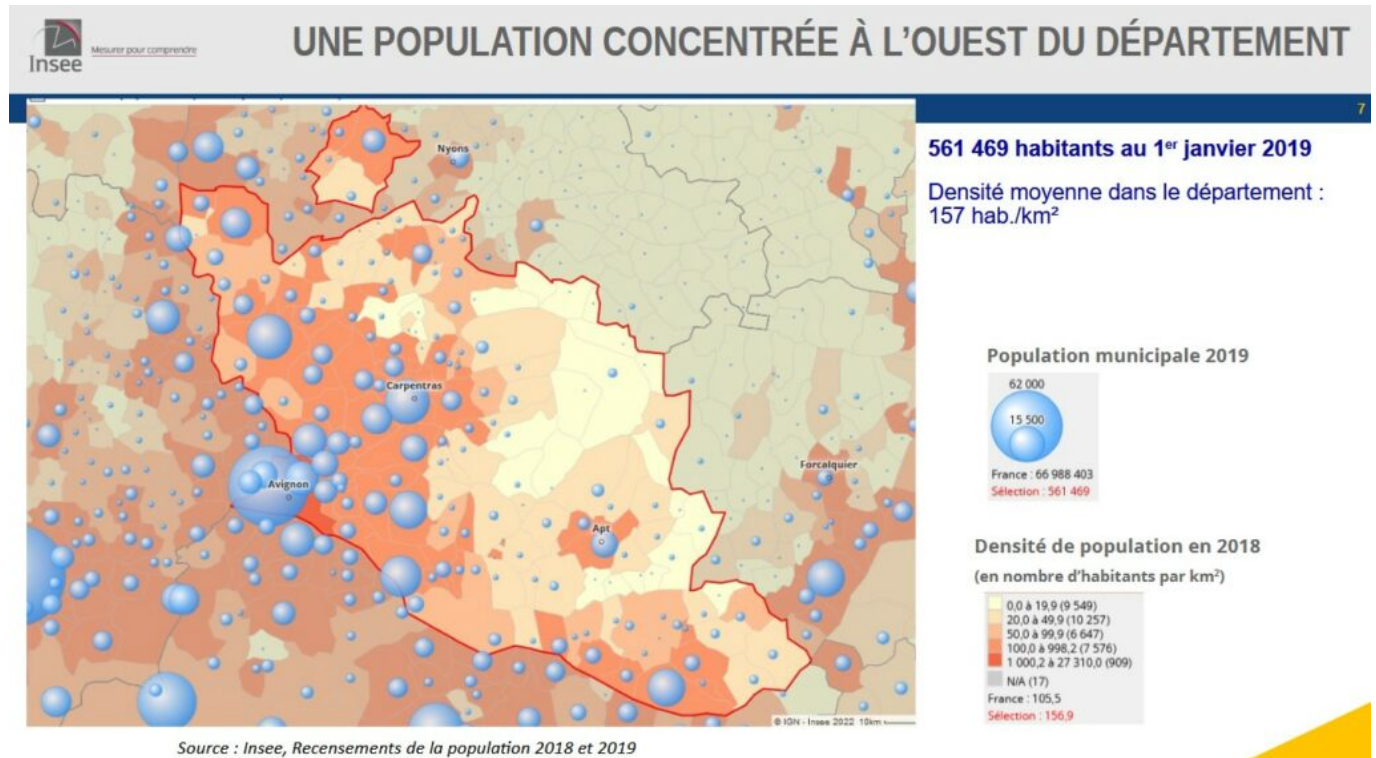 Insee
Mesurer pour comprendre
UNE POPULATION CONCENTRÉE À L'OUEST DU DÉPARTEMENT
7
561 469 habitants au 1er janvier 2019
Densité moyenne dans le département :
157 hab./km²
Nyons
Carpentras
Avignon
Apt
Forcalquier
© IGN - Insee 2022 10km
Population municipale 2019
62 000
15 500
France : 66 988 403
Sélection : 561 469
Densité de population en 2018
(en nombre d'habitants par km²)
0,0 à 19,9 (9 549)
20,0 à 49,9 (10 257)
50,0 à 99,9 (6 647)
100,0 à 998,2 (7 576)
1 000,2 à 27 310,0 (909)
N/A (17)
France : 105,5
Sélection : 156,9
Source : Insee, Recensements de la population 2018 et 2019